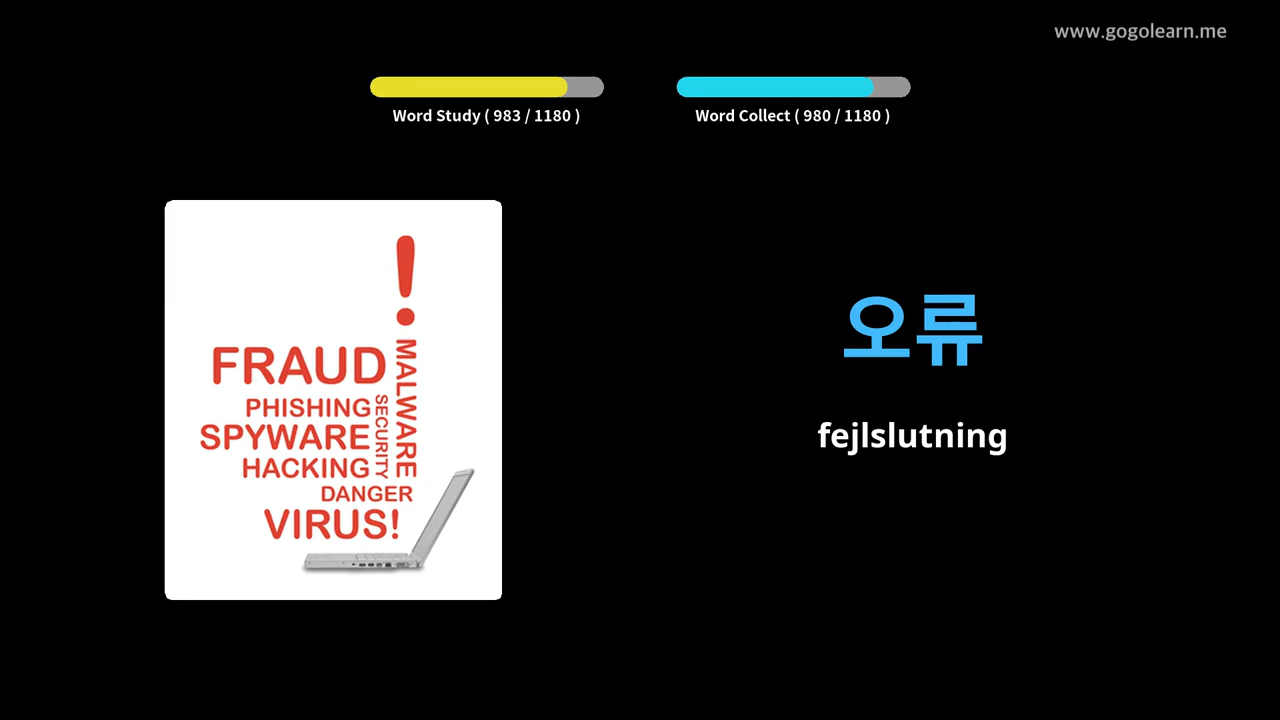 www.gogolearn.me
Word Study ( 983 / 1180 )
Word Collect ( 980 / 1180 )
!
FRAUD
MALWARE
PHISHING
SECURITY
SPYWARE
HACKING
DANGER
VIRUS!
오류
fejlslutning